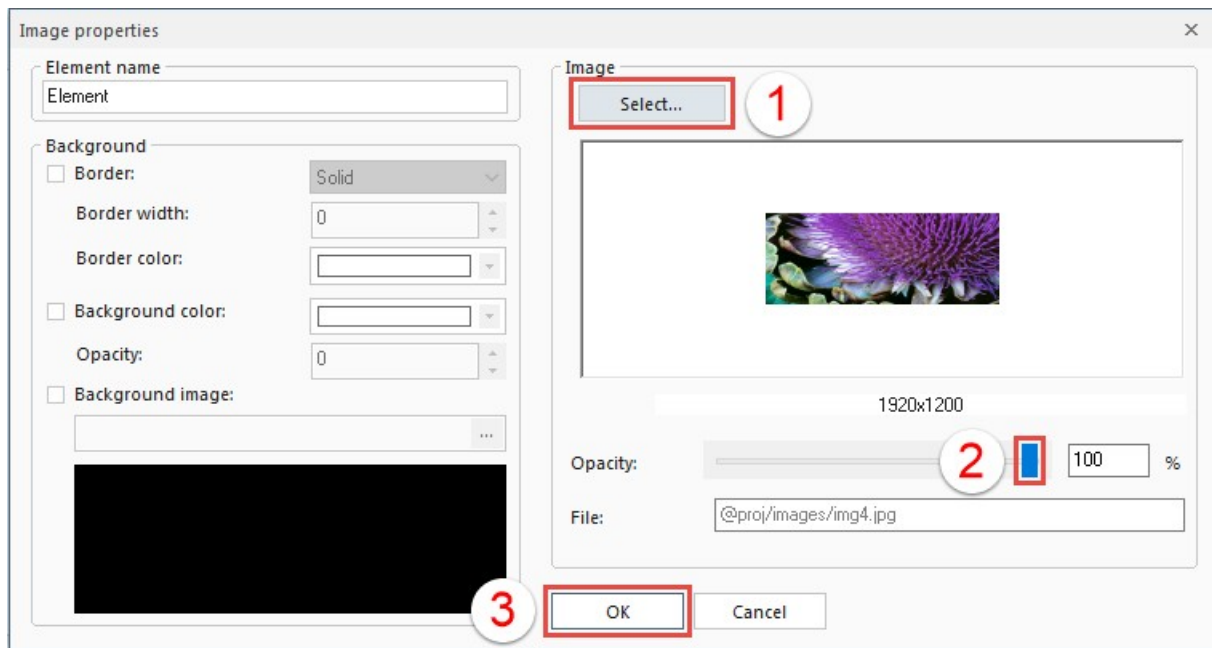 Image properties
Element name
Element
Background
Border:
Solid
Border width:
0
Border color:
Background color:
Opacity:
0
Background image:
...
Image
Select...
1
1920x1200
Opacity:
2
100
%
File:
@proj/images/img4.jpg
3
OK
Cancel